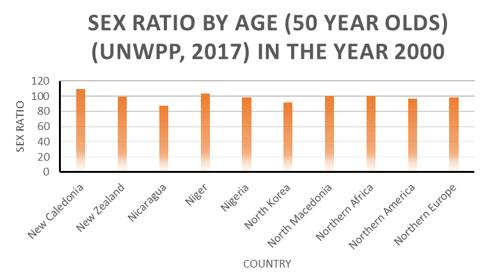 SEX RATIO BY AGE (50 YEAR OLDS)
(UNWPP, 2017) IN THE YEAR 2000
120
100
80
60
40
20
0
SEX RATIO
New Caledonia
New Zealand
Nicaragua
Niger
Nigeria
North Korea
North Macedonia
Northern Africa
Northern America
Northern Europe
COUNTRY